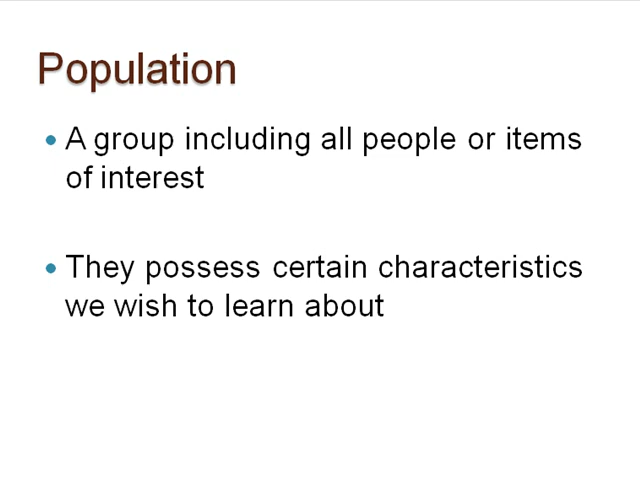 Population
A group including all people or items
of interest
They possess certain characteristics
we wish to learn about